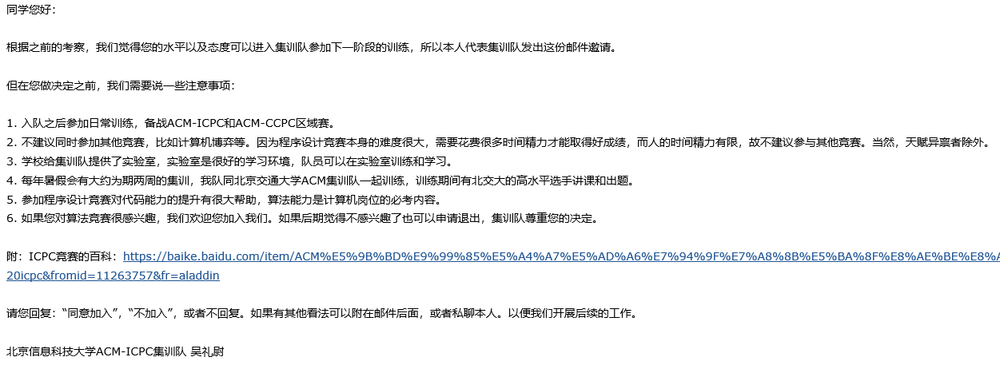 同学您好：
根据之前的考察，我们觉得您的水平以及态度可以进入集训队参加下一阶段的训练，所以本人代表集训队发出这份邮件邀请。
但在您做决定之前，我们需要说一些注意事项：
1. 入队之后参加日常训练，备战ACM-ICPC和ACM-CCPC区域赛。
2. 不建议同时参加其他竞赛，比如计算机博弈等。因为程序设计竞赛本身的难度很大，需要花费很多时间精力才能取得好成绩，而人的时间精力有限，故不建议参与其他竞赛。当然，天赋异禀者除外。
3. 学校给集训队提供了实验室，实验室是很好的学习环境，队员可以在实验室训练和学习。
4. 每年暑假会有大约为期两周的集训，我队同北京交通大学ACM集训队一起训练，训练期间有北交大的高水平选手讲课和出题。
5. 参加程序设计竞赛对代码能力的提升有很大帮助，算法能力是计算机岗位的必考内容。
6. 如果您对算法竞赛很感兴趣，我们欢迎您加入我们。如果后期觉得不感兴趣了也可以申请退出，集训队尊重您的决定。
附：ICPC竞赛的百科：https://baike.baidu.com/item/ACM%E5%9B%BD%E9%99%85%E5%A4%A7%E5%AD%A6%E7%94%9F%E7%A8%8B%E5%BA%8F%E8%AE%BE%E8%A
20icpc&fromid=11263757&fr=aladdin
请您回复：“同意加入”，“不加入”，或者不回复。如果有其他看法可以附在邮件后面，或者私聊本人。以便我们开展后续的工作。
北京信息科技大学ACM-ICPC集训队 吴礼尉